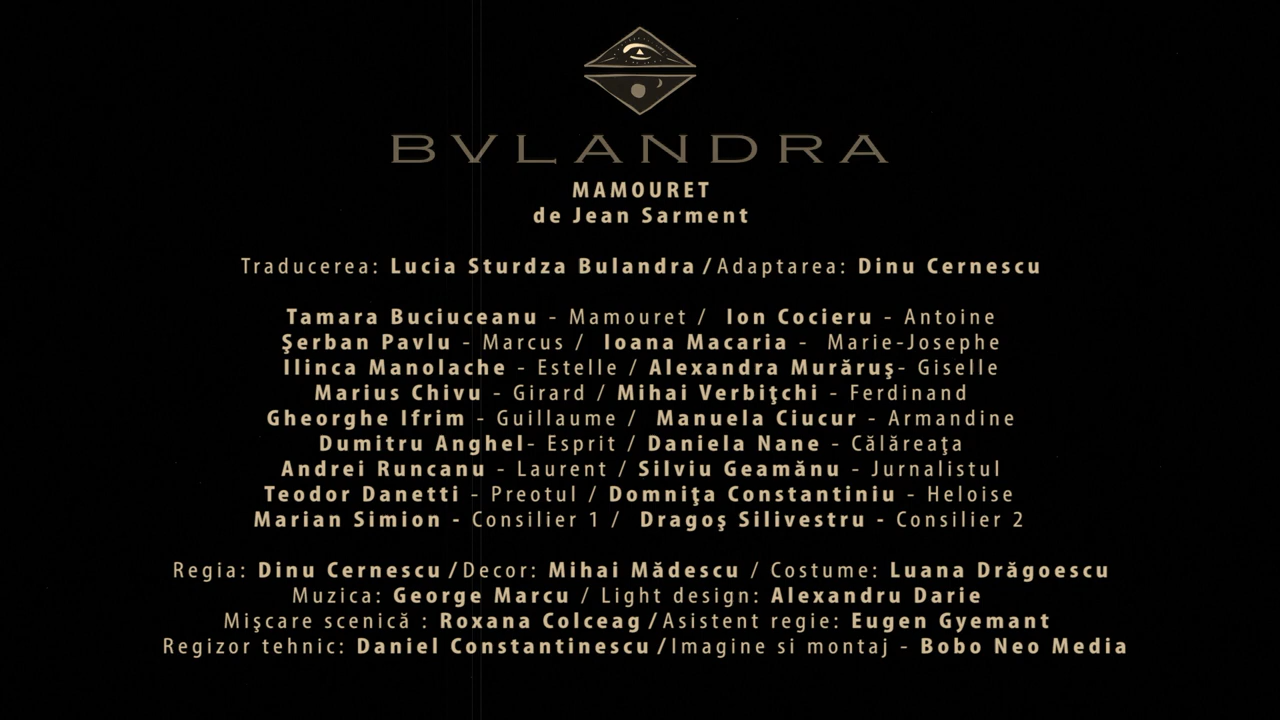 BVLANDRA
MAMOURET
de Jean Sarment
Traducerea: Lucia Sturdza Bulandra / Adaptarea: Dinu Cernescu
Tamara Buciuceanu - Mamouret / Ion Cocieru - Antoine
Şerban Pavlu - Marcus / Ioana Macaria - Marie-Josephe
Ilinca Manolache - Estelle / Alexandra Murăruş- Giselle
Marius Chivu - Girard / Mihai Verbiţchi - Ferdinand
Gheorghe Ifrim - Guillaume / Manuela Ciucur - Armandine
Dumitru Anghel- Esprit / Daniela Nane - Călăreaţa
Andrei Runcanu - Laurent / Silviu Geamănu - Jurnalistul
Teodor Danetti - Preotul / Domniţa Constantiniu - Heloise
Marian Simion - Consilier 1 / Dragoş Silivestru - Consilier 2
Regia: Dinu Cernescu / Decor: Mihai Mădescu / Costume: Luana Drăgoescu
Muzica: George Marcu / Light design: Alexandru Darie
Mişcare scenică : Roxana Colceag / Asistent regie: Eugen Gyemant
Regizor tehnic: Daniel Constantinescu / Imagine si montaj - Bobo Neo Media